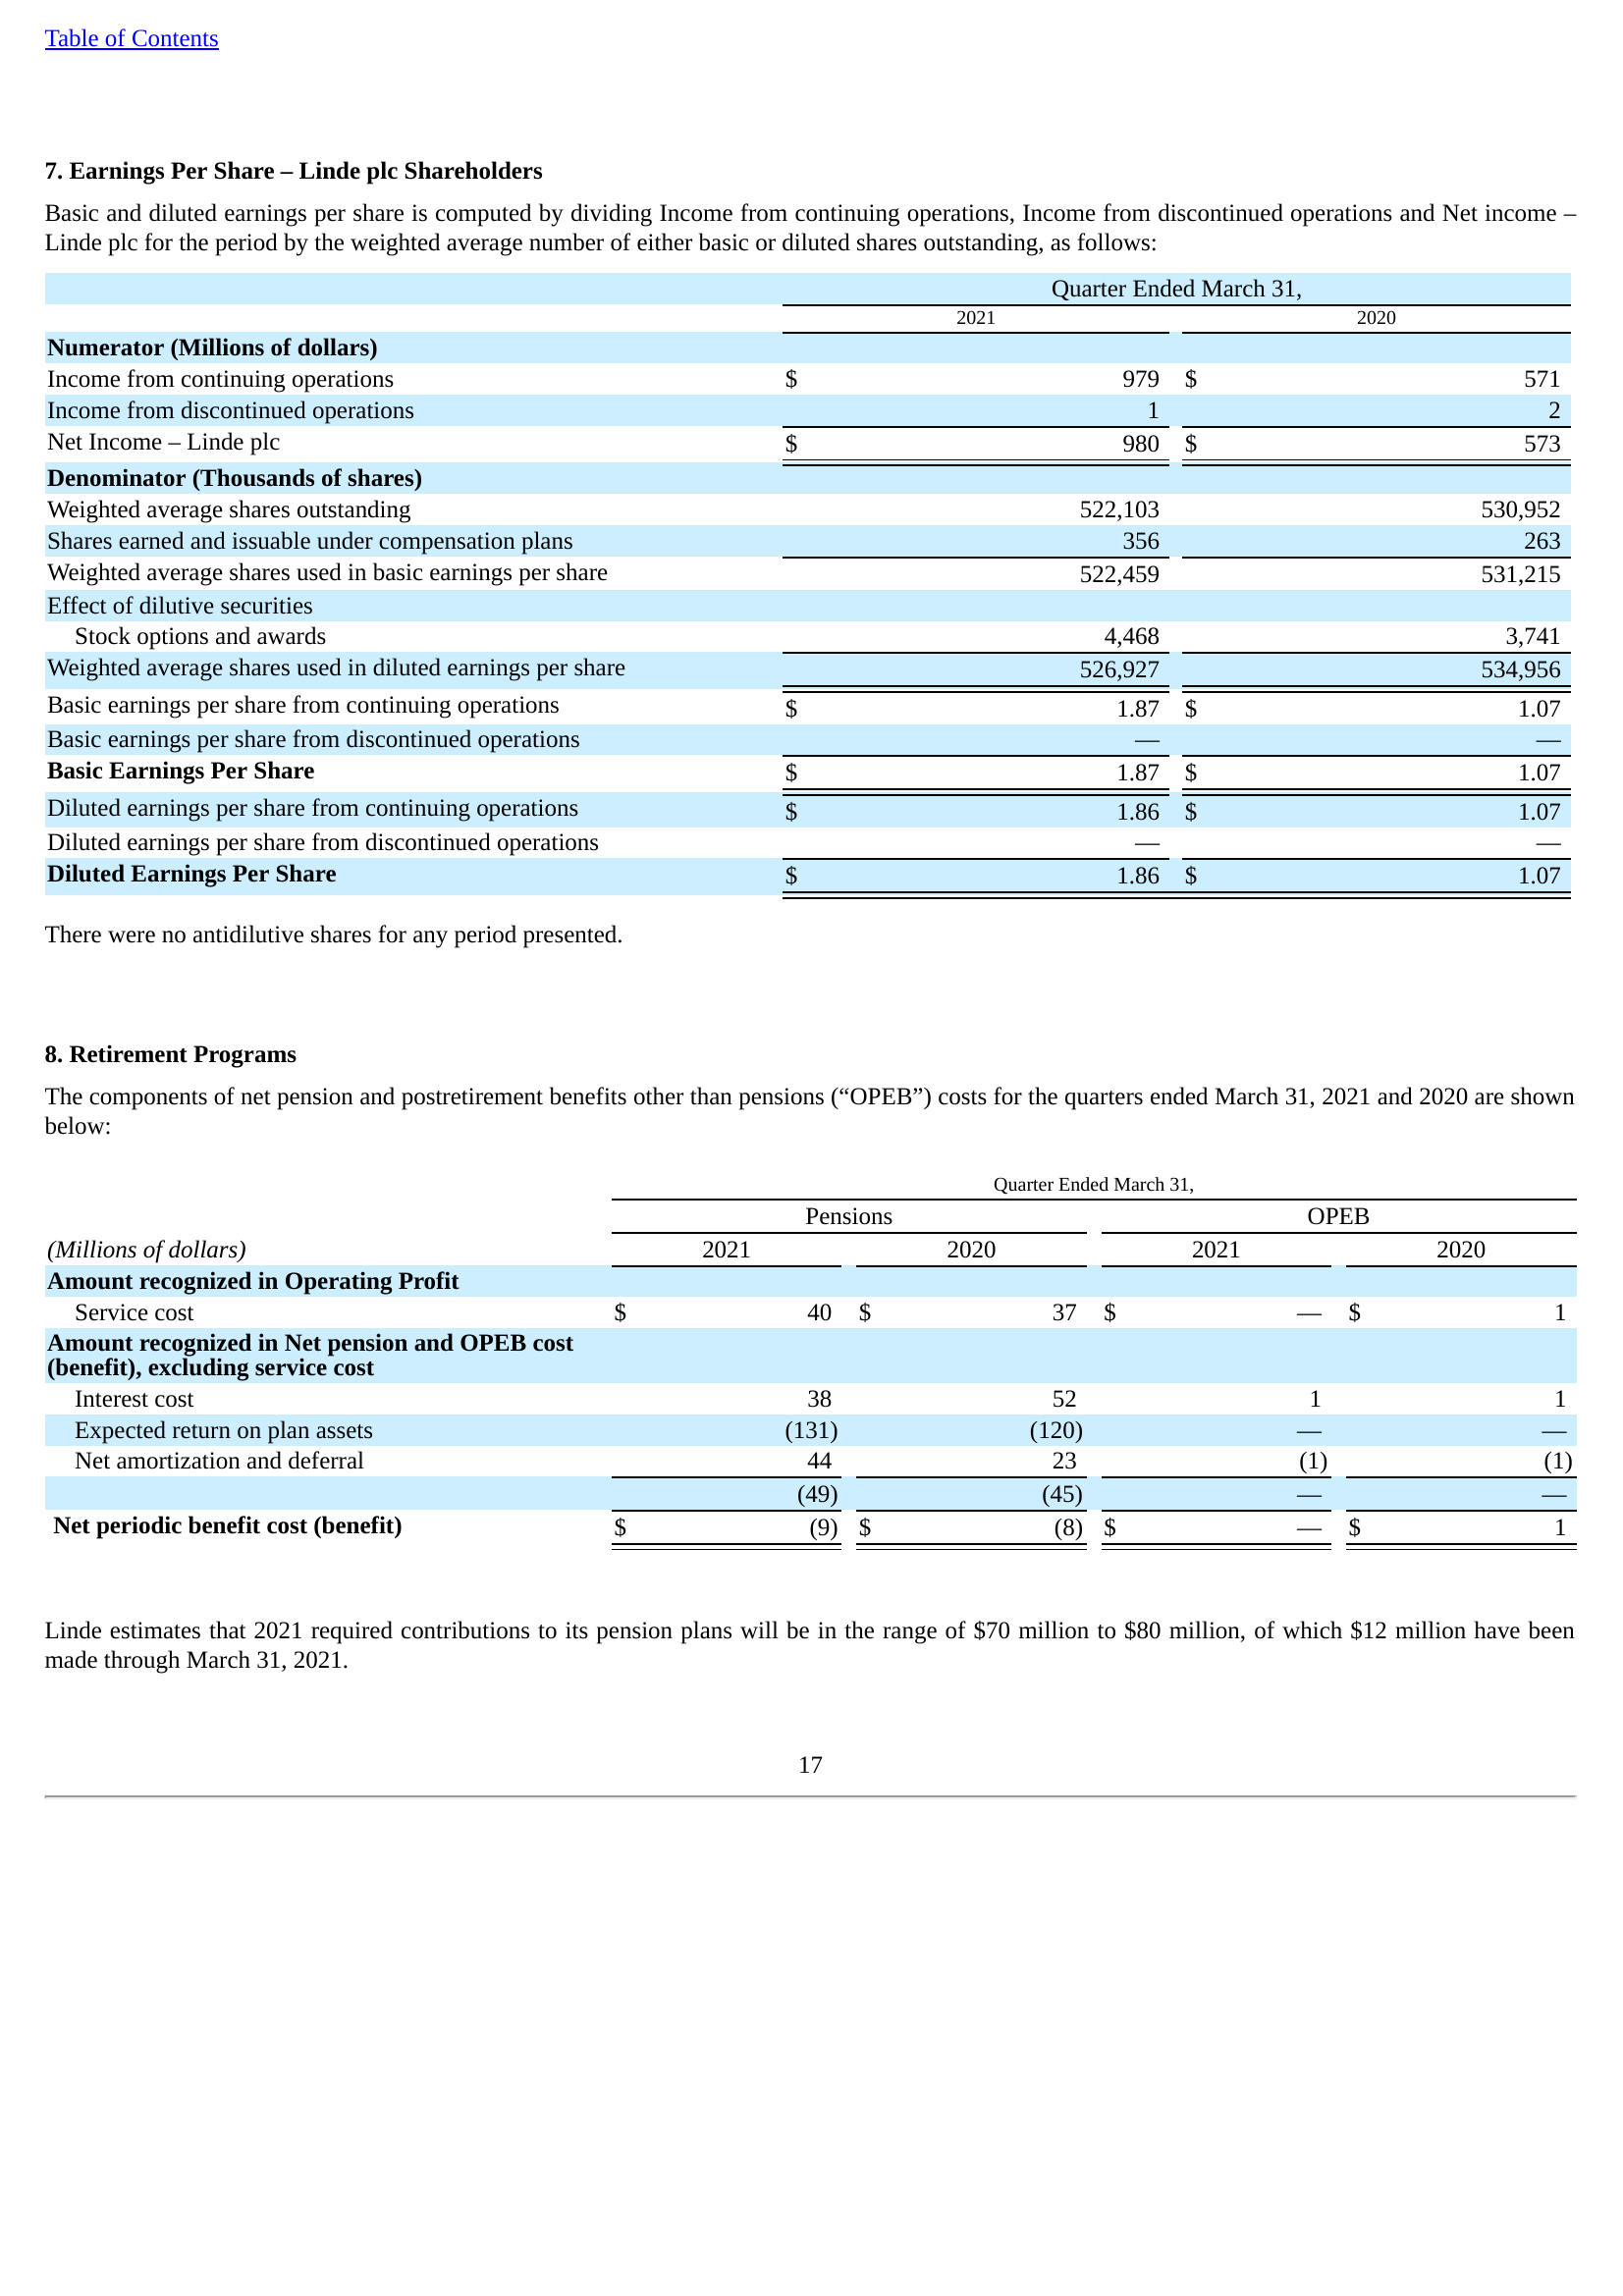 Table of Contents
7. Earnings Per Share – Linde plc Shareholders
Basic and diluted earnings per share is computed by dividing Income from continuing operations, Income from discontinued operations and Net income –
Linde plc for the period by the weighted average number of either basic or diluted shares outstanding, as follows:
Quarter Ended March 31,
2021 2020
Numerator (Millions of dollars)
Income from continuing operations $ 979 $ 571
Income from discontinued operations 1 2
Net Income – Linde plc $ 980 $ 573
Denominator (Thousands of shares)
Weighted average shares outstanding 522,103 530,952
Shares earned and issuable under compensation plans 356 263
Weighted average shares used in basic earnings per share 522,459 531,215
Effect of dilutive securities
Stock options and awards 4,468 3,741
Weighted average shares used in diluted earnings per share 526,927 534,956
Basic earnings per share from continuing operations $ 1.87 $ 1.07
Basic earnings per share from discontinued operations — —
Basic Earnings Per Share $ 1.87 $ 1.07
Diluted earnings per share from continuing operations $ 1.86 $ 1.07
Diluted earnings per share from discontinued operations — —
Diluted Earnings Per Share $ 1.86 $ 1.07
There were no antidilutive shares for any period presented.
8. Retirement Programs
The components of net pension and postretirement benefits other than pensions (“OPEB”) costs for the quarters ended March 31, 2021 and 2020 are shown
below:
Quarter Ended March 31,
Pensions OPEB
(Millions of dollars) 2021 2020 2021 2020
Amount recognized in Operating Profit
Service cost $ 40 $ 37 $ — $ 1
Amount recognized in Net pension and OPEB cost
(benefit), excluding service cost
Interest cost 38 52 1 1
Expected return on plan assets (131) (120) — —
Net amortization and deferral 44 23 (1) (1)
(49) (45) — —
Net periodic benefit cost (benefit) $ (9) $ (8) $ — $ 1
Linde estimates that 2021 required contributions to its pension plans will be in the range of $70 million to $80 million, of which $12 million have been
made through March 31, 2021.
17